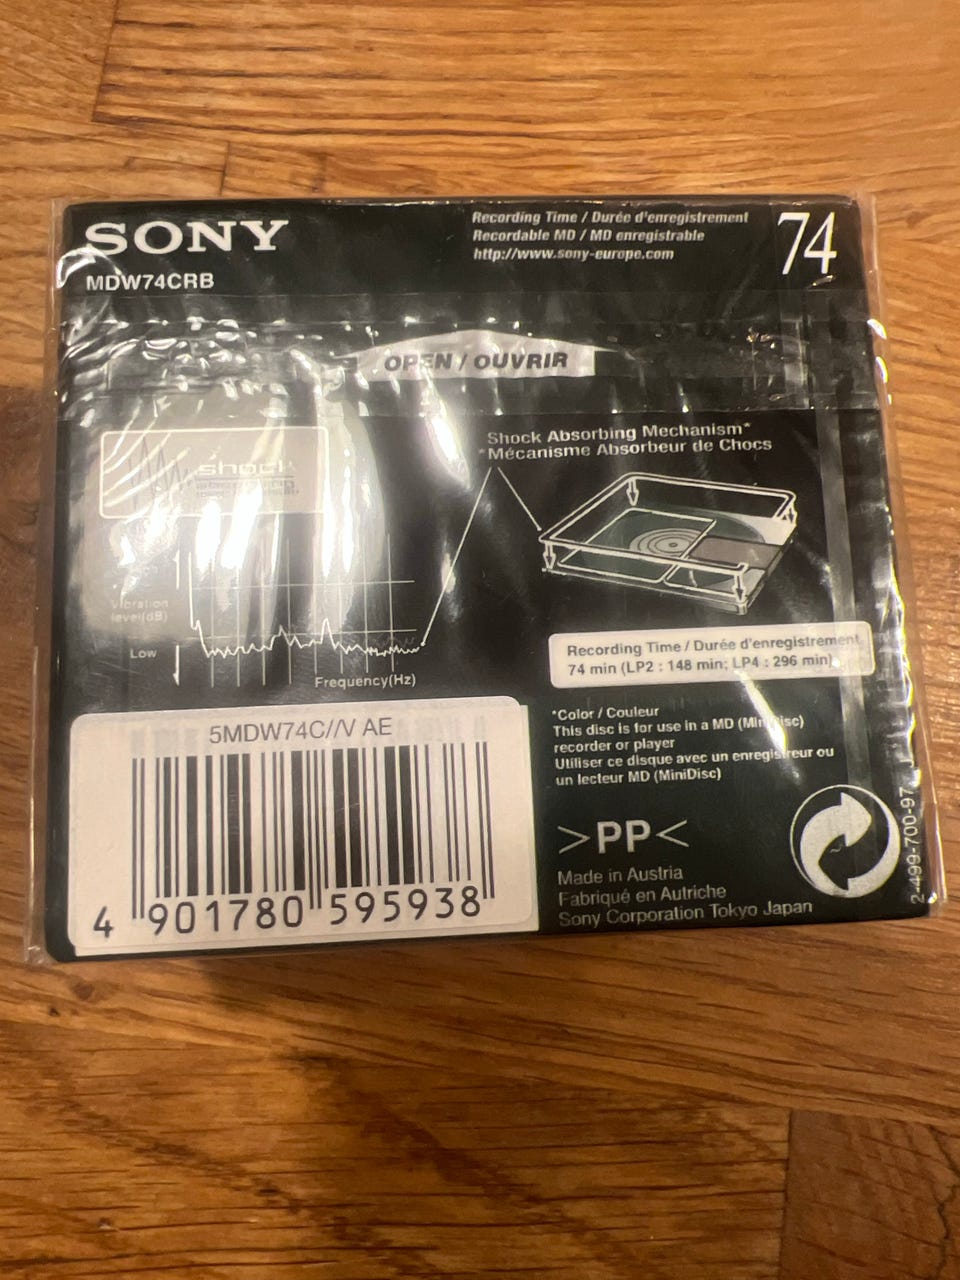 SONY
MDW74CRB
Recording Time / Durée d'enregistrement
Recordable MD / MD enregistrable
http://www.sony-europe.com
74
OPEN / OUVRIR
shock
absorbing
Shock Absorbing Mechanism*
*Mécanisme Absorbeur de Chocs
Vibration
level(dB)
Low
Frequency(Hz)
Recording Time / Durée d'enregistrement
74 min (LP2 : 148 min; LP4 : 296 min)
*Color / Couleur
This disc is for use in a MD (MiniDisc)
recorder or player
Utiliser ce disque avec un enregistreur ou
un lecteur MD (MiniDisc)
>PP<
Made in Austria
Fabriqué en Autriche
Sony Corporation Tokyo Japan
2-499-700-97
5MDW74C//V AE
4 901780 595938